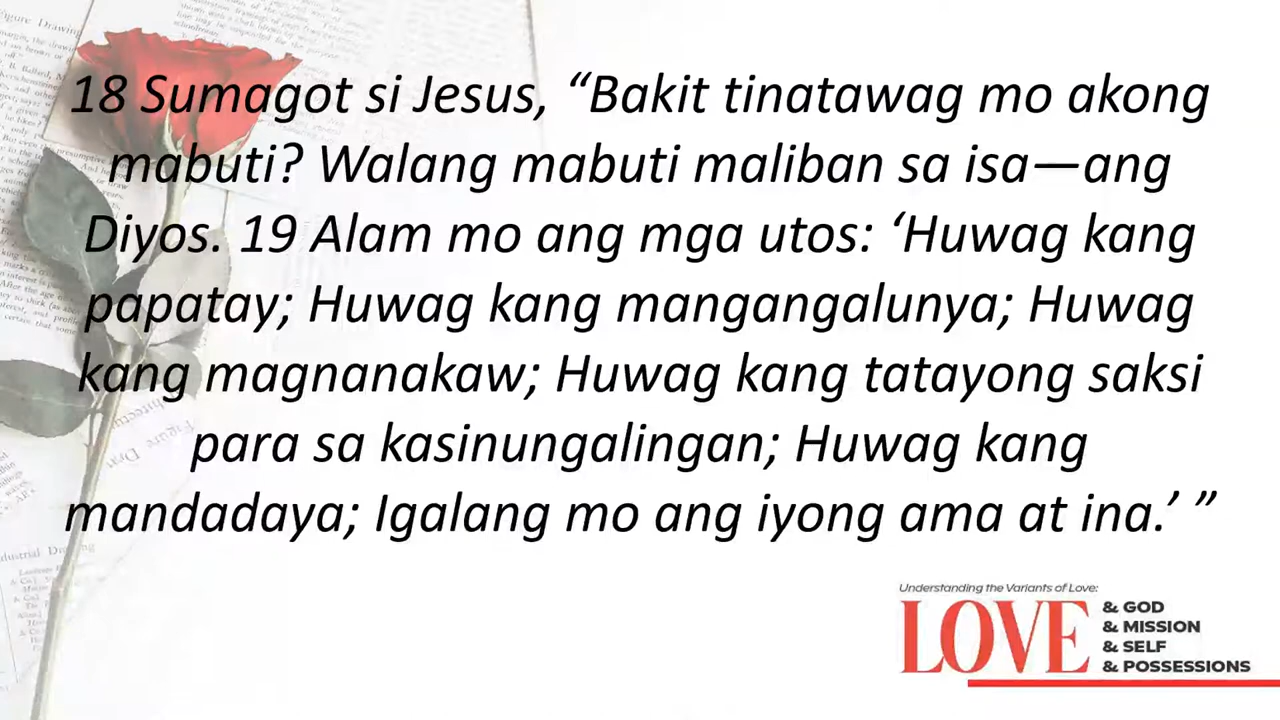 18 Sumagot si Jesus, “Bakit tinatawag mo akong
mabuti? Walang mabuti maliban sa isa—ang
Diyos. 19 Alam mo ang mga utos: ‘Huwag kang
papatay; Huwag kang mangangalunya; Huwag
kang magnanakaw; Huwag kang tatayong saksi
para sa kasinungalingan; Huwag kang
mandadaya; Igalang mo ang iyong ama at ina.’ ”
Understanding the Variants of Love:
LOVE
& GOD
& MISSION
& SELF
& POSSESSIONS